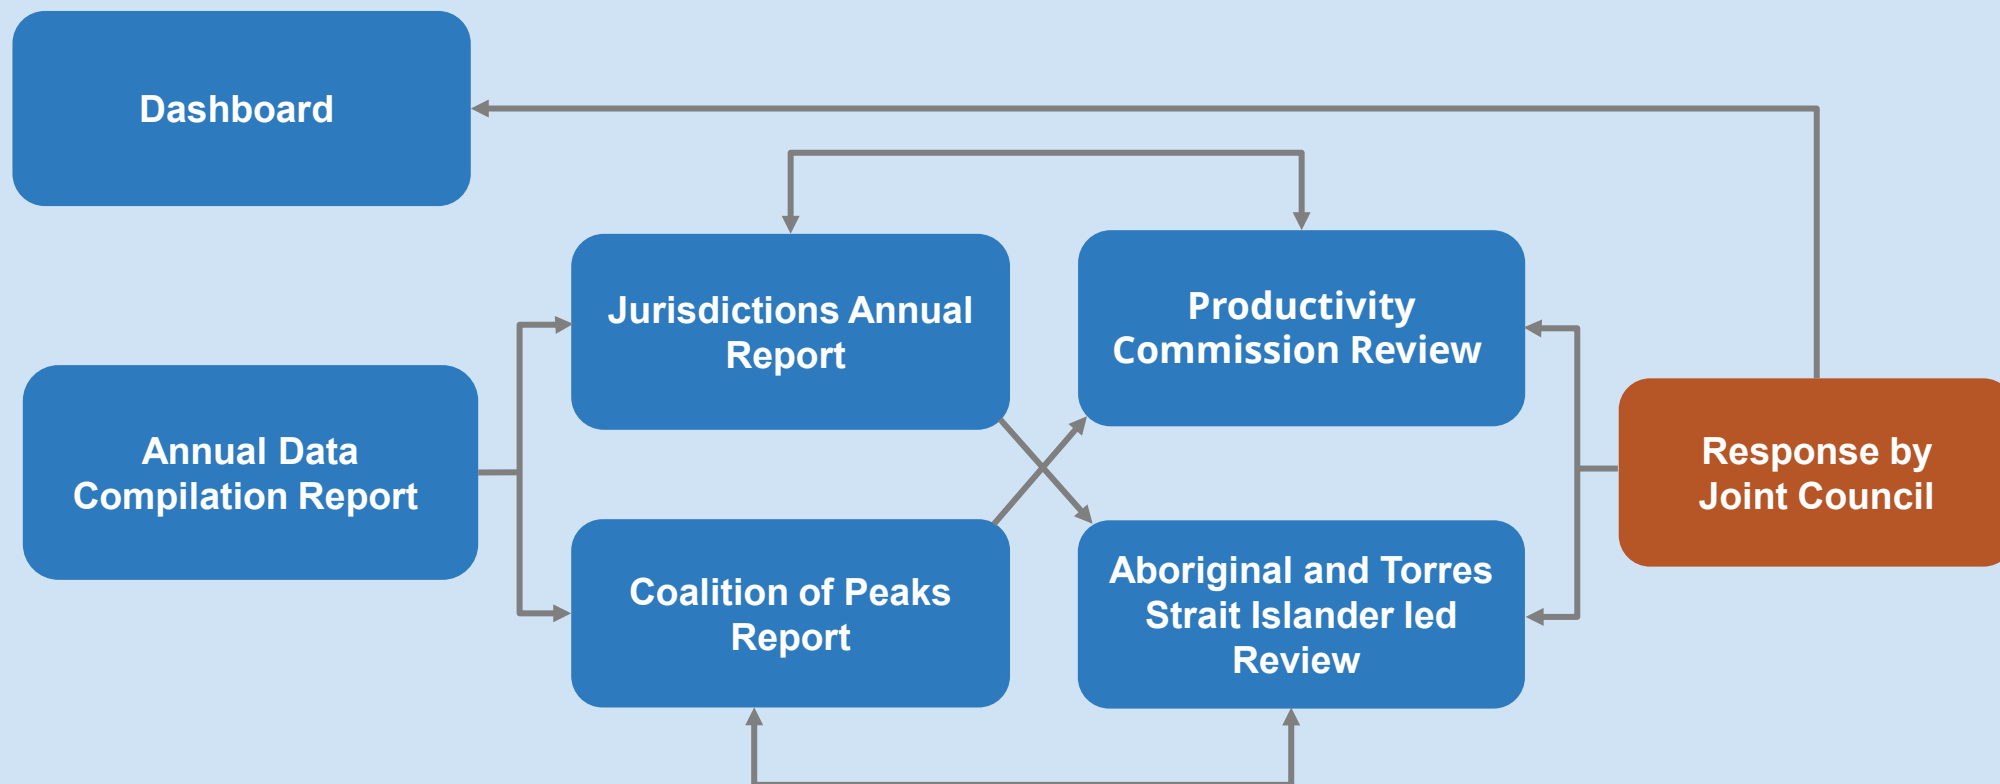 Dashboard
Jurisdictions Annual
Report
Productivity
Commission Review
Annual Data
Compilation Report
Response by
Joint Council
Coalition of Peaks
Report
Aboriginal and Torres
Strait Islander led
Review